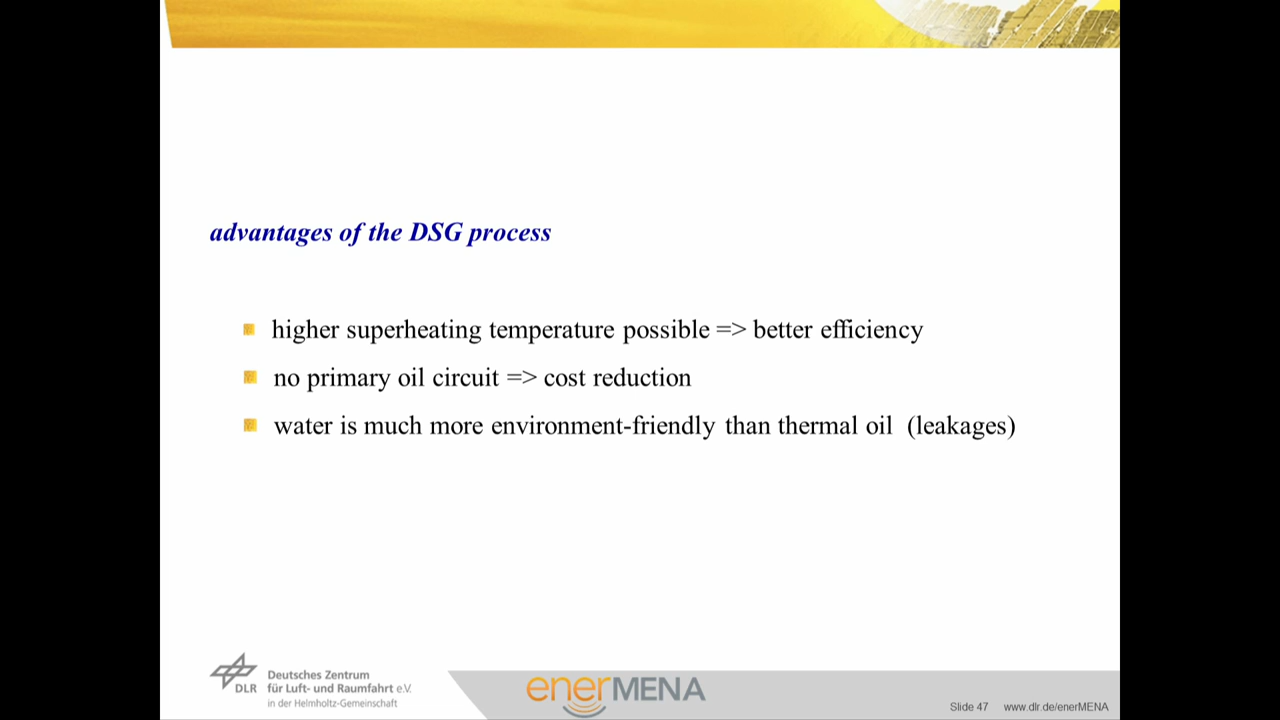 advantages of the DSG process
higher superheating temperature possible => better efficiency
no primary oil circuit => cost reduction
water is much more environment-friendly than thermal oil (leakages)
DLR
Deutsches Zentrum
für Luft- und Raumfahrt e.V.
in der Helmholtz-Gemeinschaft
enerMENA
Slide 47 www.dlr.de/enerMENA